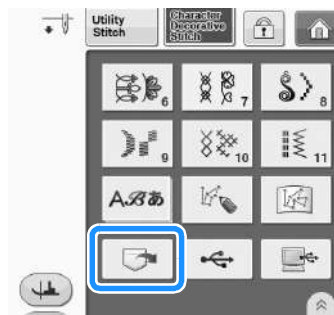 Utility
Stitch
Character
Decorative
Stitch
6
7
8
9
10
11
Aℬあ